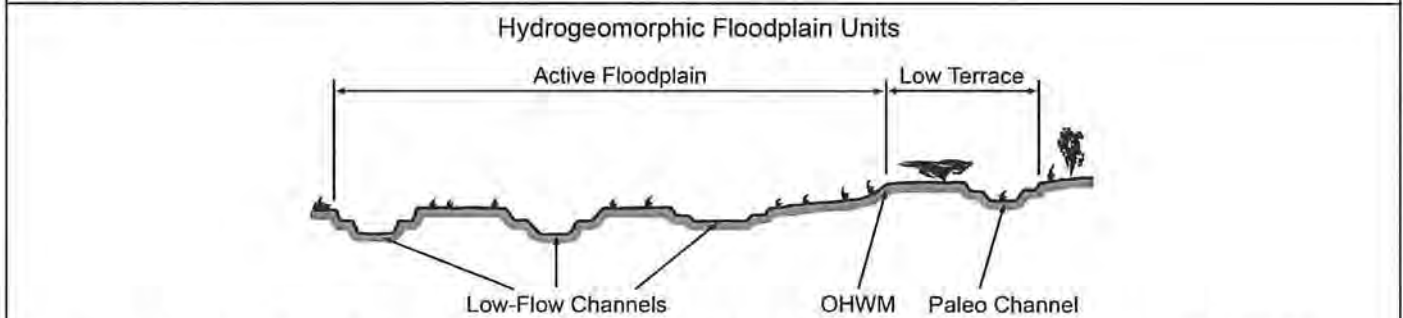 Hydrogeomorphic Floodplain Units
Active Floodplain Low Terrace
Low-Flow Channels OHWM Paleo Channel